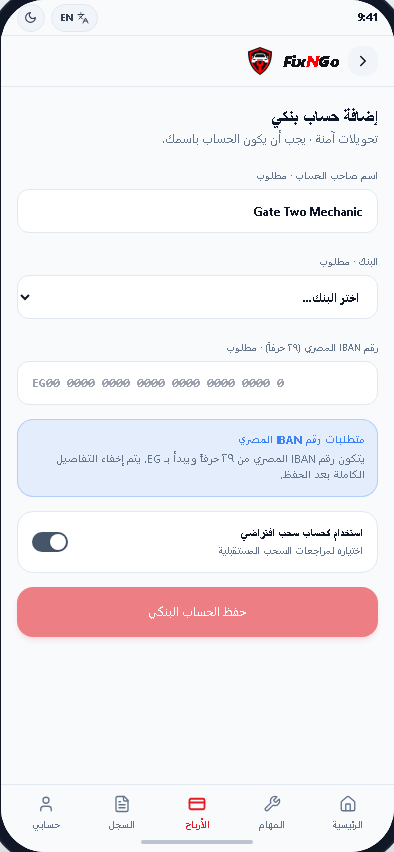 9:41
EN
FixNGo
إضافة حساب بنكي
تحويلات آمنة · يجب أن يكون الحساب باسمك.
اسم صاحب الحساب · مطلوب
Gate Two Mechanic
البنك · مطلوب
اختر البنك...
رقم IBAN المصري (٢٩ حرفاً) · مطلوب
EG00 0000 0000 0000 0000 0000 0000 0
متطلبات رقم IBAN المصري
يتكون رقم IBAN المصري من ٢٩ حرفاً ويبدأ بـ EG. يتم إخفاء التفاصيل
الكاملة بعد الحفظ.
استخدام كحساب سحب افتراضي
اختياره لمراجعات السحب المستقبلية
حفظ الحساب البنكي
الرئيسية
المهام
الأرباح
السجل
حسابي